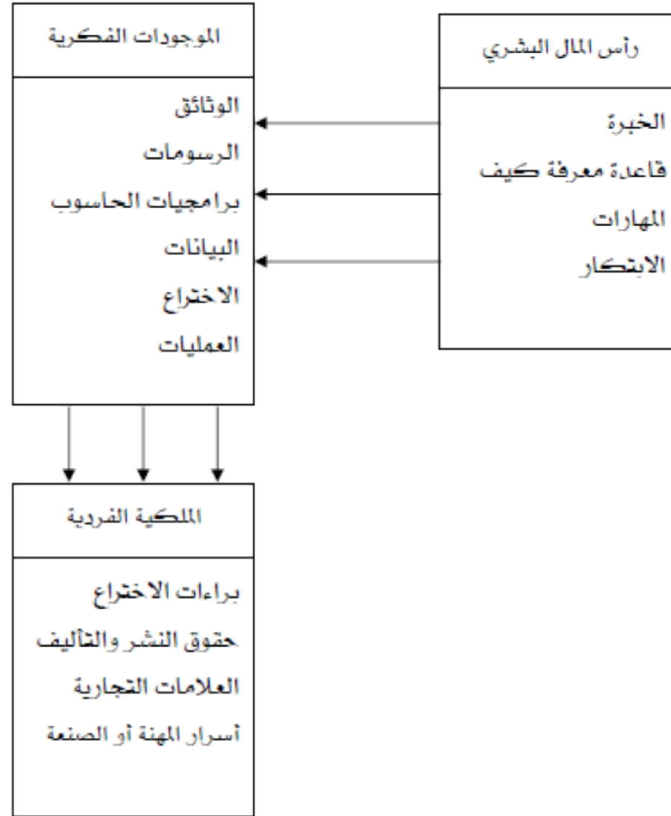 رأس المال البشري
الخبرة
قاعدة معرفة كيف
المهارات
الابتكار
الموجودات الفكرية
الوثائق
الرسومات
برامجيات الحاسوب
البيانات
الاختراع
العمليات
الملكية الفردية
براءات الاختراع
حقوق النشر والتأليف
العلامات التجارية
أسرار المهنة أو الصنعة